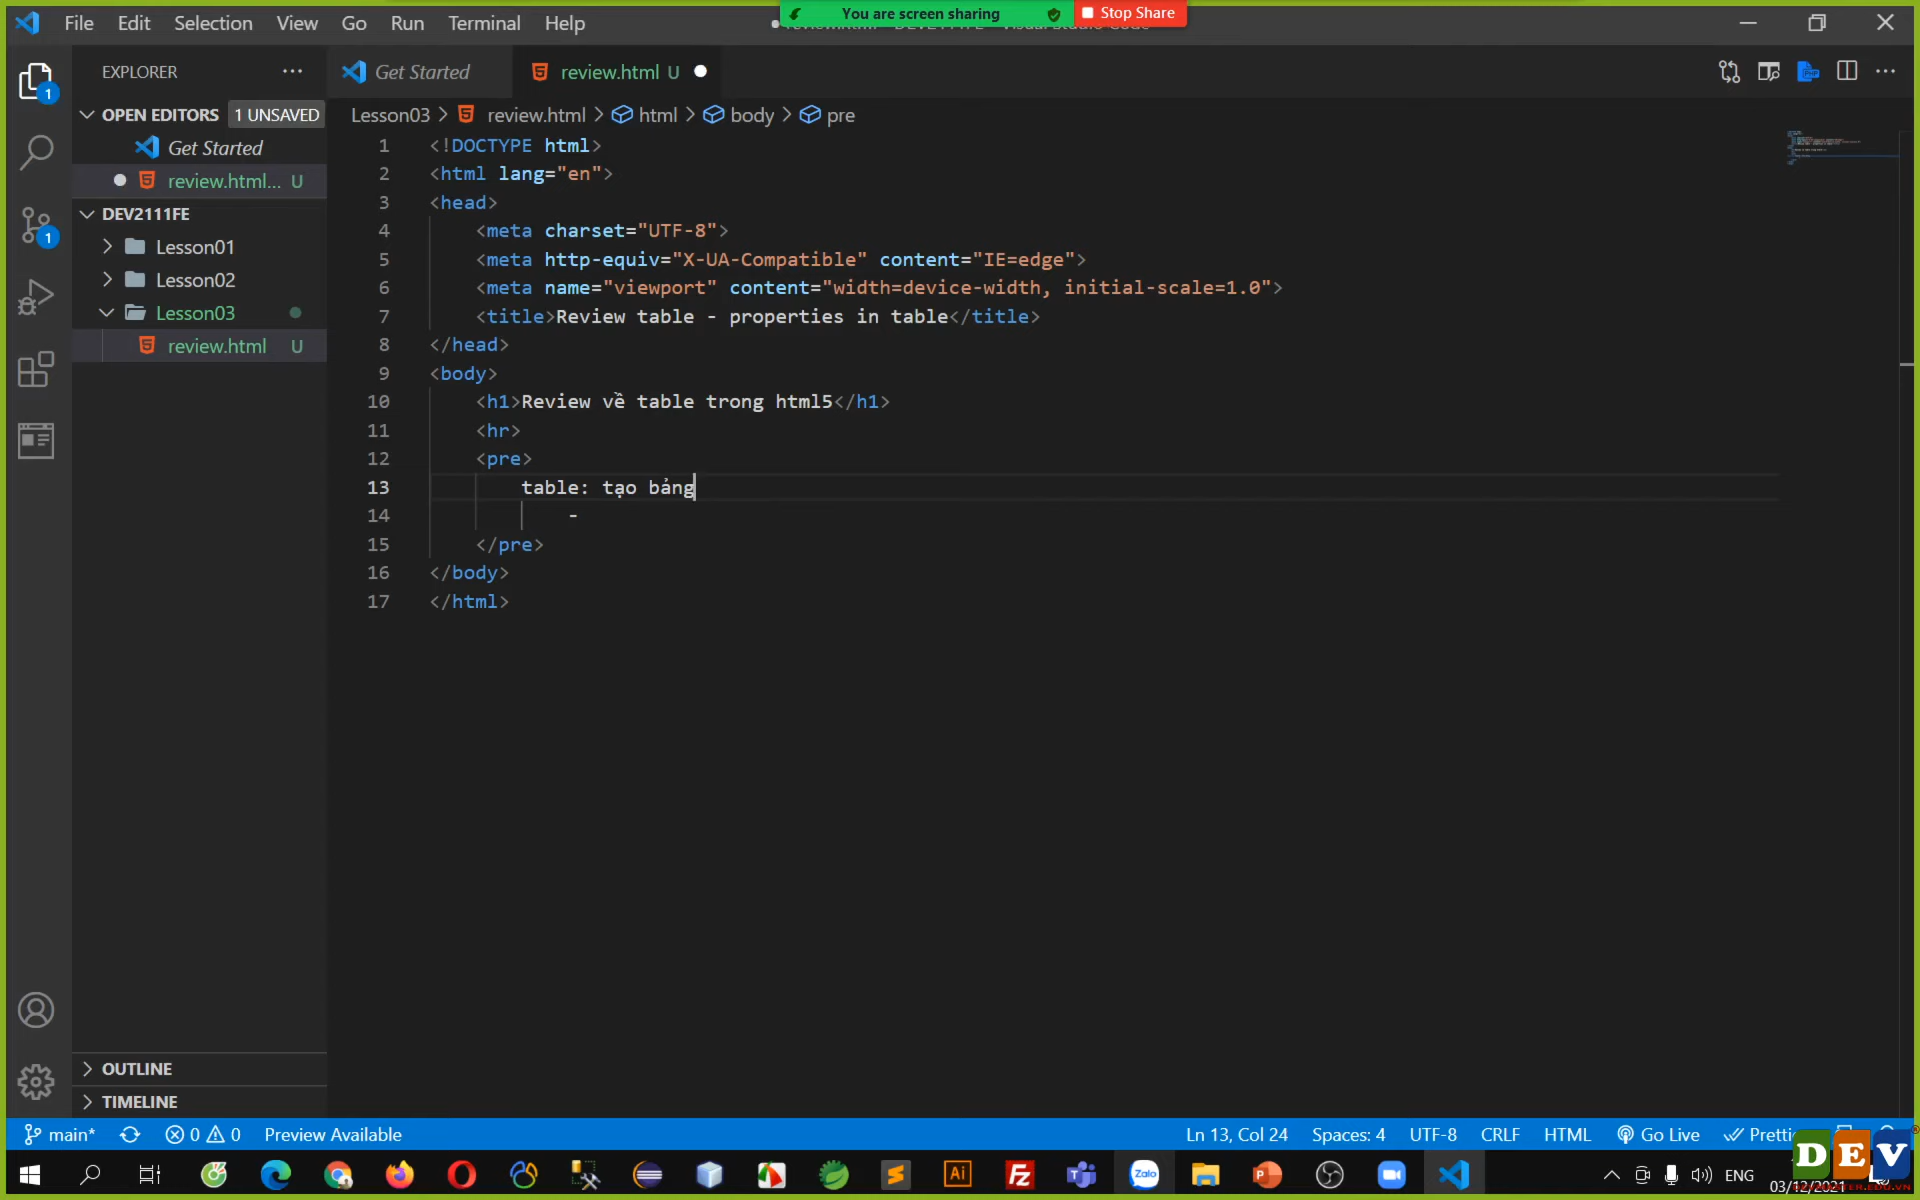 File Edit Selection View Go Run Terminal Help
You are screen sharing
Stop Share
EXPLORER
Get Started
review.html U
OPEN EDITORS
1 UNSAVED
Get Started
review.html... U
DEV2111FE
Lesson01
Lesson02
Lesson03
review.html U
OUTLINE
TIMELINE
Lesson03 > review.html > html > body > pre
1 <!DOCTYPE html>
2 <html lang="en">
3 <head>
4 <meta charset="UTF-8">
5 <meta http-equiv="X-UA-Compatible" content="IE=edge">
6 <meta name="viewport" content="width=device-width, initial-scale=1.0">
7 <title>Review table - properties in table</title>
8 </head>
9 <body>
10 <h1>Review về table trong html5</h1>
11 <hr>
12 <pre>
13 table: tạo bảng
14 -
15 </pre>
16 </body>
17 </html>
main* 0 0 Preview Available
Ln 13, Col 24 Spaces: 4 UTF-8 CRLF HTML Go Live
ENG
03/12/2021
DEV